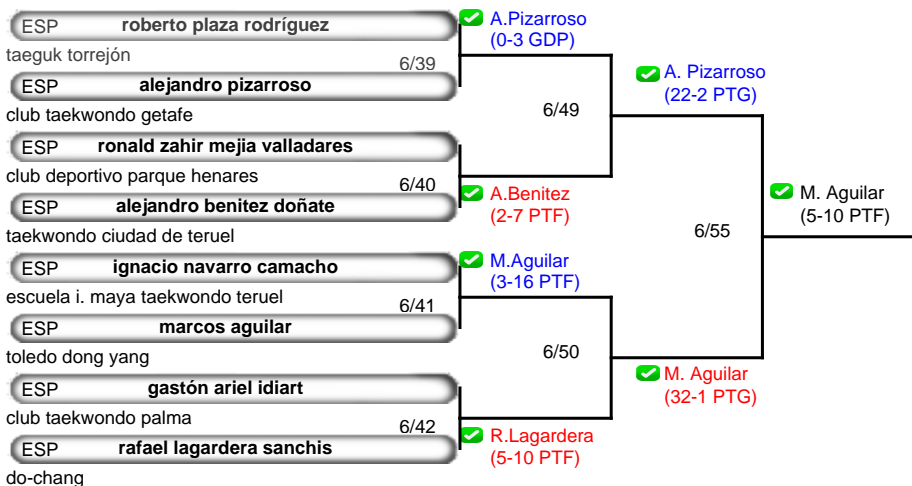 ESP roberto plaza rodríguez
taeguk torrejón
6/39
ESP alejandro pizarroso
club taekwondo getafe
ESP ronald zahir mejia valladares
club deportivo parque henares
6/40
ESP alejandro benitez doñate
taekwondo ciudad de teruel
ESP ignacio navarro camacho
escuela i. maya taekwondo teruel
6/41
ESP marcos aguilar
toledo dong yang
ESP gastón ariel idiart
club taekwondo palma
6/42
ESP rafael lagardera sanchis
do-chang
A.Pizarroso
(0-3 GDP)
6/49
A.Benitez
(2-7 PTF)
M.Aguilar
(3-16 PTF)
6/50
R.Lagardera
(5-10 PTF)
A. Pizarroso
(22-2 PTG)
6/55
M. Aguilar
(32-1 PTG)
M. Aguilar
(5-10 PTF)